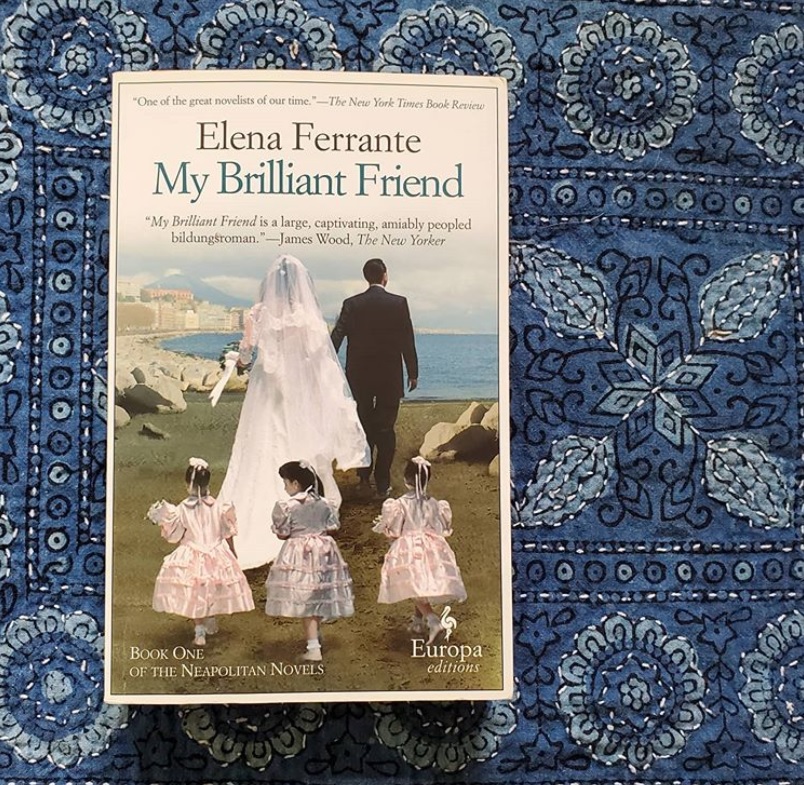 “One of the great novelists of our time.”—The New York Times Book Review
Elena Ferrante
My Brilliant Friend
“My Brilliant Friend is a large, captivating, amiably peopled
bildungsroman.”—James Wood, The New Yorker
BOOK ONE
OF THE NEAPOLITAN NOVELS
Europa
editions